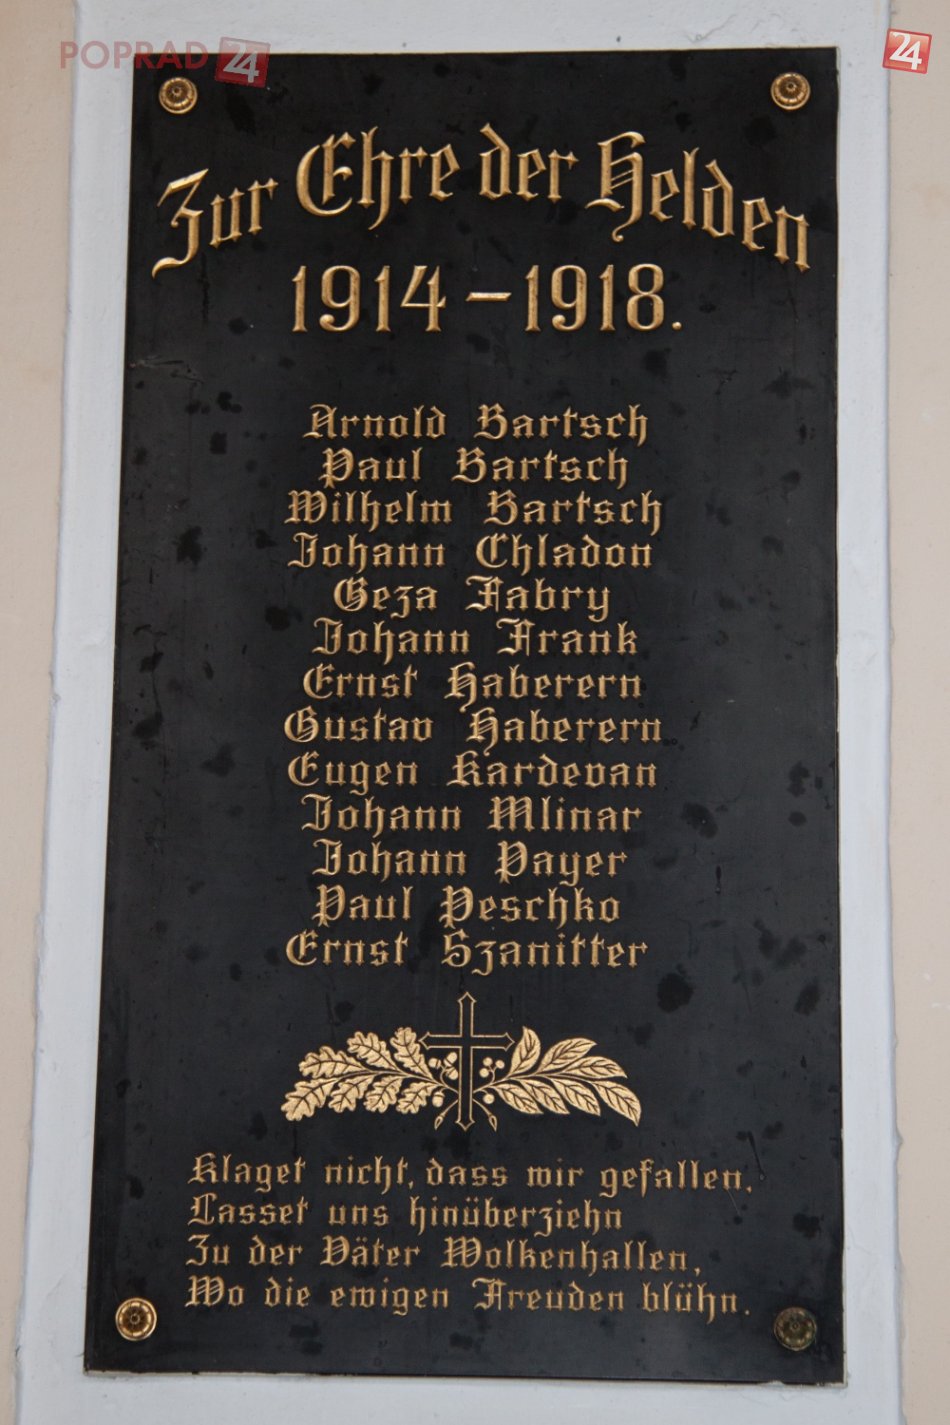 POPRAD 24
24
Zur Ehre der Helden
1914 – 1918.
Arnold Bartsch
Paul Bartsch
Wilhelm Bartsch
Johann Chladon
Geza Fabry
Johann Frank
Ernst Haberern
Gustav Haberern
Eugen Kardevan
Johann Mlinar
Johann Payer
Paul Peschko
Ernst Szanitter
Klaget nicht, dass wir gefallen,
Lasset uns hinüberziehn
Zu der Väter Wolkenhallen,
Wo die ewigen Freuden blühn.